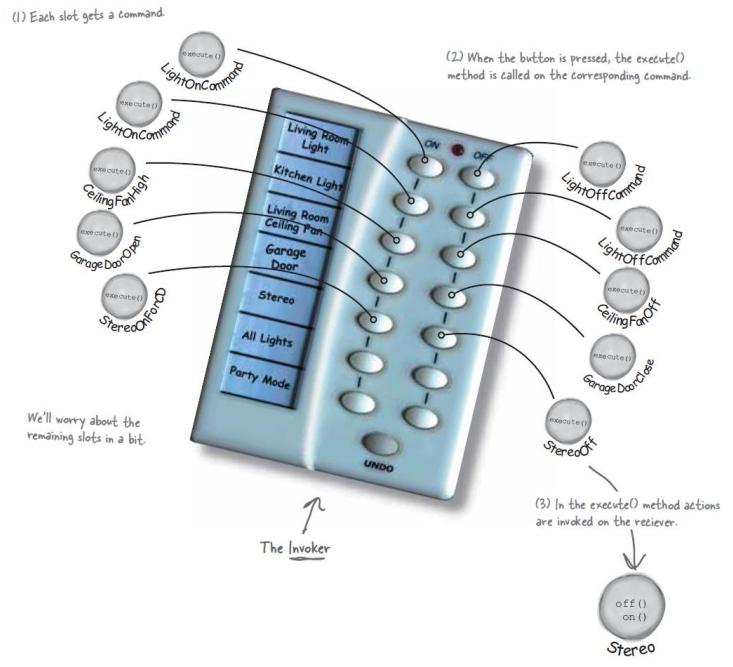 (1) Each slot gets a command.
execute()
LightOnCommand
execute()
LightOnCommand
execute()
CeilingFanHigh
execute()
GarageDoorOpen
execute()
StereoOnForCD
(2) When the button is pressed, the execute()
method is called on the corresponding command.
ON OFF
Living Room
Light
Kitchen Light
Living Room
Ceiling Fan
Garage
Door
Stereo
All Lights
Party Mode
UNDO
execute()
LightOffCommand
execute()
LightOffCommand
execute()
CeilingFanOff
execute()
GarageDoorClose
execute()
StereoOff
We'll worry about the
remaining slots in a bit.
The Invoker
(3) In the execute() method actions
are invoked on the reciever.
off()
on()
Stereo